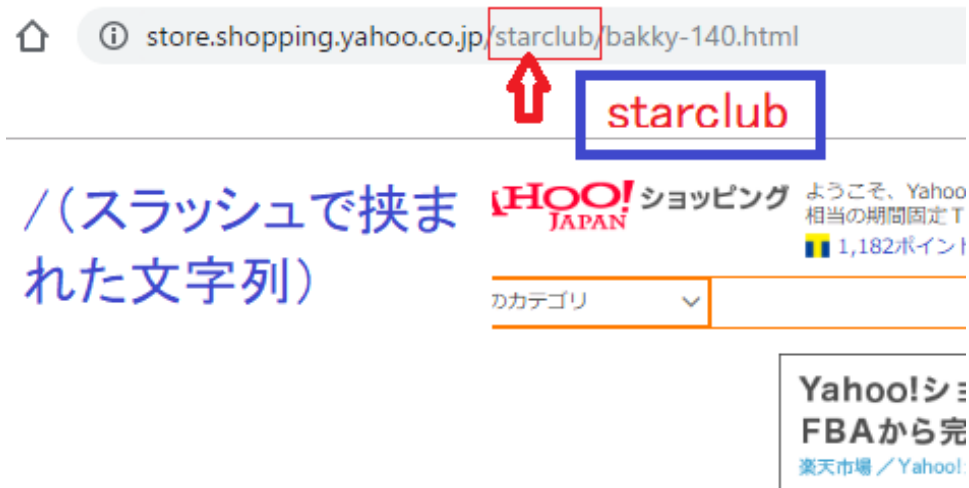 store.shopping.yahoo.co.jp/starclub/bakky-140.html
starclub
/(スラッシュで挟ま
れた文字列)
YAHOO! ショッピング
JAPAN
ようこそ、Yahoo
相当の期間固定T
1,182ポイント
のカテゴリ
Yahoo!ショ
FBAから完
楽天市場／Yahoo!